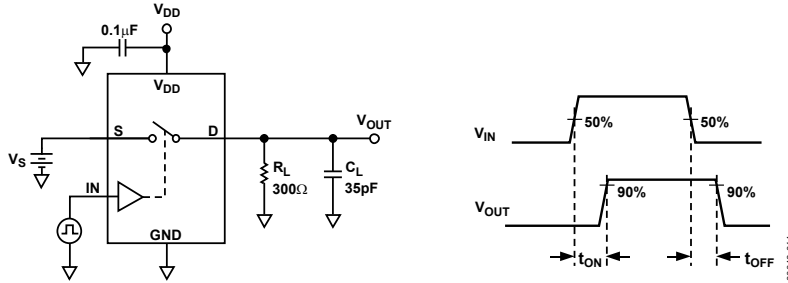 VDD
0.1μF
VDD
S
D
VOUT
VS
RL
300Ω
CL
35pF
IN
GND
VIN
50%
50%
VOUT
90%
90%
tON
tOFF